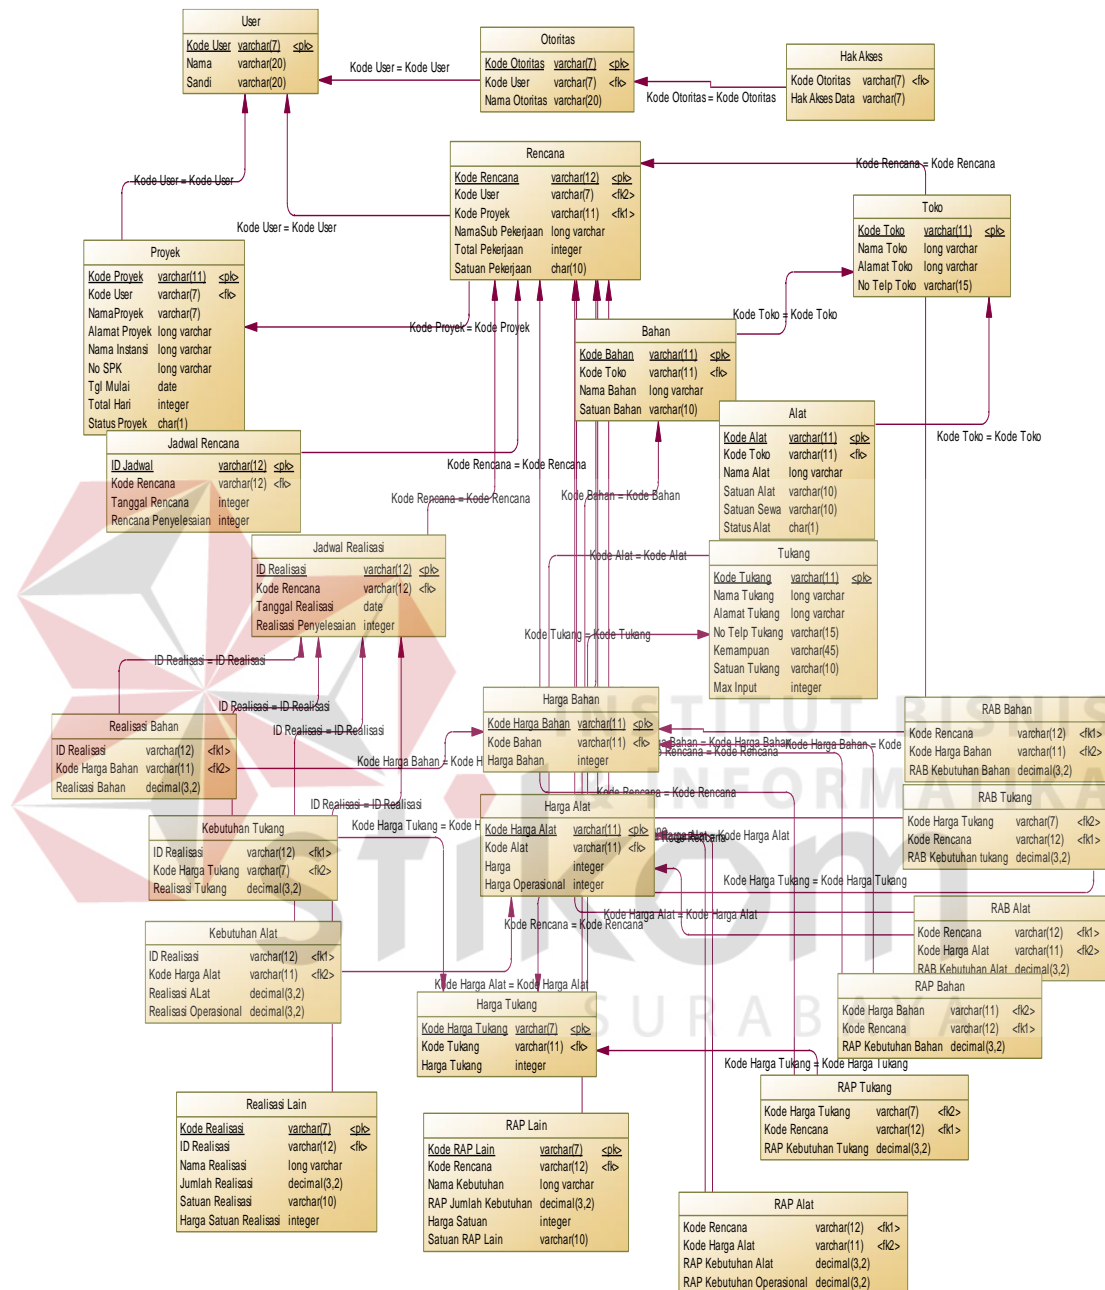 User
Kode User varchar(7) <pk>
Nama varchar(20)
Sandi varchar(20)
Otoritas
Kode Otoritas varchar(7) <pk>
Kode User varchar(7) <fk>
Nama Otoritas varchar(20)
Hak Akses
Kode Otoritas varchar(7) <fk>
Hak Akses Data varchar(7)
Kode User = Kode User
Kode Otoritas = Kode Otoritas
Rencana
Kode Rencana varchar(12) <pk>
Kode User varchar(7) <fk2>
Kode Proyek varchar(11) <fk1>
NamaSub Pekerjaan long varchar
Total Pekerjaan integer
Satuan Pekerjaan char(10)
Kode Rencana = Kode Rencana
Kode User = Kode User
Kode User = Kode User
Toko
Kode Toko varchar(11) <pk>
Nama Toko long varchar
Alamat Toko long varchar
No Telp Toko varchar(15)
Proyek
Kode Proyek varchar(11) <pk>
Kode User varchar(7) <fk>
NamaProyek varchar(7)
Alamat Proyek long varchar
Nama Instansi long varchar
No SPK long varchar
Tgl Mulai date
Total Hari integer
Status Proyek char(1)
Kode Proyek = Kode Proyek
Kode Toko = Kode Toko
Bahan
Kode Bahan varchar(11) <pk>
Kode Toko varchar(11) <fk>
Nama Bahan long varchar
Satuan Bahan varchar(10)
Alat
Kode Alat varchar(11) <pk>
Kode Toko varchar(11) <fk>
Nama Alat long varchar
Satuan Alat varchar(10)
Satuan Sewa varchar(10)
Status Alat char(1)
Kode Toko = Kode Toko
Jadwal Rencana
ID Jadwal varchar(12) <pk>
Kode Rencana varchar(12) <fk>
Tanggal Rencana integer
Rencana Penyelesaian integer
Kode Rencana = Kode Rencana
Kode Rencana = Kode Rencana
Kode Bahan = Kode Bahan
Jadwal Realisasi
ID Realisasi varchar(12) <pk>
Kode Rencana varchar(12) <fk>
Tanggal Realisasi date
Realisasi Penyelesaian integer
Kode Alat = Kode Alat
Tukang
Kode Tukang varchar(11) <pk>
Nama Tukang long varchar
Alamat Tukang long varchar
No Telp Tukang varchar(15)
Kemampuan varchar(45)
Satuan Tukang varchar(10)
Max Input integer
Kode Tukang = Kode Tukang
ID Realisasi = ID Realisasi
ID Realisasi = ID Realisasi
ID Realisasi = ID Realisasi
ID Realisasi = ID Realisasi
Realisasi Bahan
ID Realisasi varchar(12) <fk1>
Kode Harga Bahan varchar(11) <fk2>
Realisasi Bahan decimal(3,2)
Harga Bahan
Kode Harga Bahan varchar(11) <pk>
Kode Bahan varchar(11) <fk>
Harga Bahan integer
INSTITUT BISNIS
& INFORMATIKA
stikom
SURABAYA
RAB Bahan
Kode Rencana varchar(12) <fk1>
Kode Harga Bahan varchar(11) <fk2>
RAB Kebutuhan Bahan decimal(3,2)
Kode Harga Bahan = Kode
Kode Rencana = Kode Rencana
RAB Tukang
Kode Harga Tukang varchar(7) <fk2>
Kode Rencana varchar(12) <fk1>
RAB Kebutuhan tukang decimal(3,2)
Kebutuhan Tukang
ID Realisasi varchar(12) <fk1>
Kode Harga Tukang varchar(7) <fk2>
Realisasi Tukang decimal(3,2)
Kode Harga Tukang = Kode
Harga Alat
Kode Harga Alat varchar(11) <pk>
Kode Alat varchar(11) <fk>
Harga integer
Harga Operasional integer
Kode Harga Tukang = Kode Harga Tukang
Kode Harga Alat = Kode Harga Alat
Kode Rencana = Kode Rencana
RAB Alat
Kode Rencana varchar(12) <fk1>
Kode Harga Alat varchar(11) <fk2>
RAB Kebutuhan Alat decimal(3,2)
Kebutuhan Alat
ID Realisasi varchar(12) <fk1>
Kode Harga Alat varchar(11) <fk2>
Realisasi ALat decimal(3,2)
Realisasi Operasional decimal(3,2)
Kode Harga Alat = Kode Harga Alat
RAP Bahan
Kode Harga Bahan varchar(11) <fk2>
Kode Rencana varchar(12) <fk1>
RAP Kebutuhan Bahan decimal(3,2)
Harga Tukang
Kode Harga Tukang varchar(7) <pk>
Kode Tukang varchar(11) <fk>
Harga Tukang integer
Kode Harga Tukang = Kode Harga Tukang
RAP Tukang
Kode Harga Tukang varchar(7) <fk2>
Kode Rencana varchar(12) <fk1>
RAP Kebutuhan Tukang decimal(3,2)
Realisasi Lain
Kode Realisasi varchar(7) <pk>
ID Realisasi varchar(12) <fk>
Nama Realisasi long varchar
Jumlah Realisasi decimal(3,2)
Satuan Realisasi varchar(10)
Harga Satuan Realisasi integer
RAP Lain
Kode RAP Lain varchar(7) <pk>
Kode Rencana varchar(12) <fk>
Nama Kebutuhan long varchar
RAP Jumlah Kebutuhan decimal(3,2)
Harga Satuan integer
Satuan RAP Lain varchar(10)
RAP Alat
Kode Rencana varchar(12) <fk1>
Kode Harga Alat varchar(11) <fk2>
RAP Kebutuhan Alat decimal(3,2)
RAP Kebutuhan Operasional decimal(3,2)